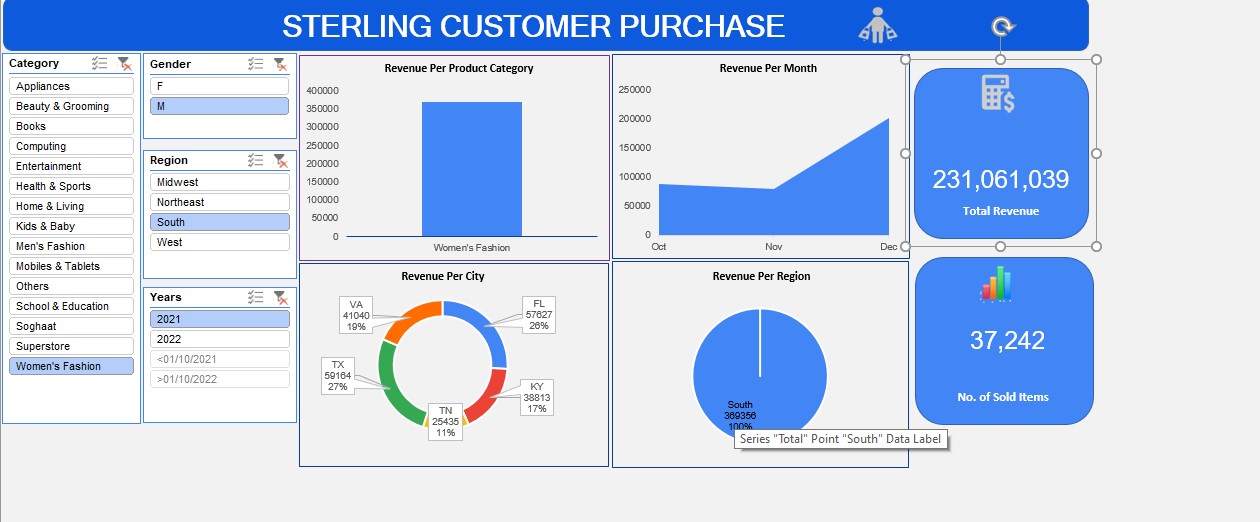 STERLING CUSTOMER PURCHASE
Category
Appliances
Beauty & Grooming
Books
Computing
Entertainment
Health & Sports
Home & Living
Kids & Baby
Men's Fashion
Mobiles & Tablets
Others
School & Education
Soghaat
Superstore
Women's Fashion
Gender
F
M
Region
Midwest
Northeast
South
West
Years
2021
2022
<01/10/2021
>01/10/2022
Revenue Per Product Category
400000
350000
300000
250000
200000
150000
100000
50000
0
Women's Fashion
Revenue Per Month
250000
200000
150000
100000
50000
0
Oct Nov Dec
$
231,061,039
Total Revenue
Revenue Per City
VA
41040
19%
FL
57627
26%
TX
59164
27%
KY
38813
17%
TN
25435
11%
Revenue Per Region
South
369356
100%
Series "Total" Point "South" Data Label
37,242
No. of Sold Items